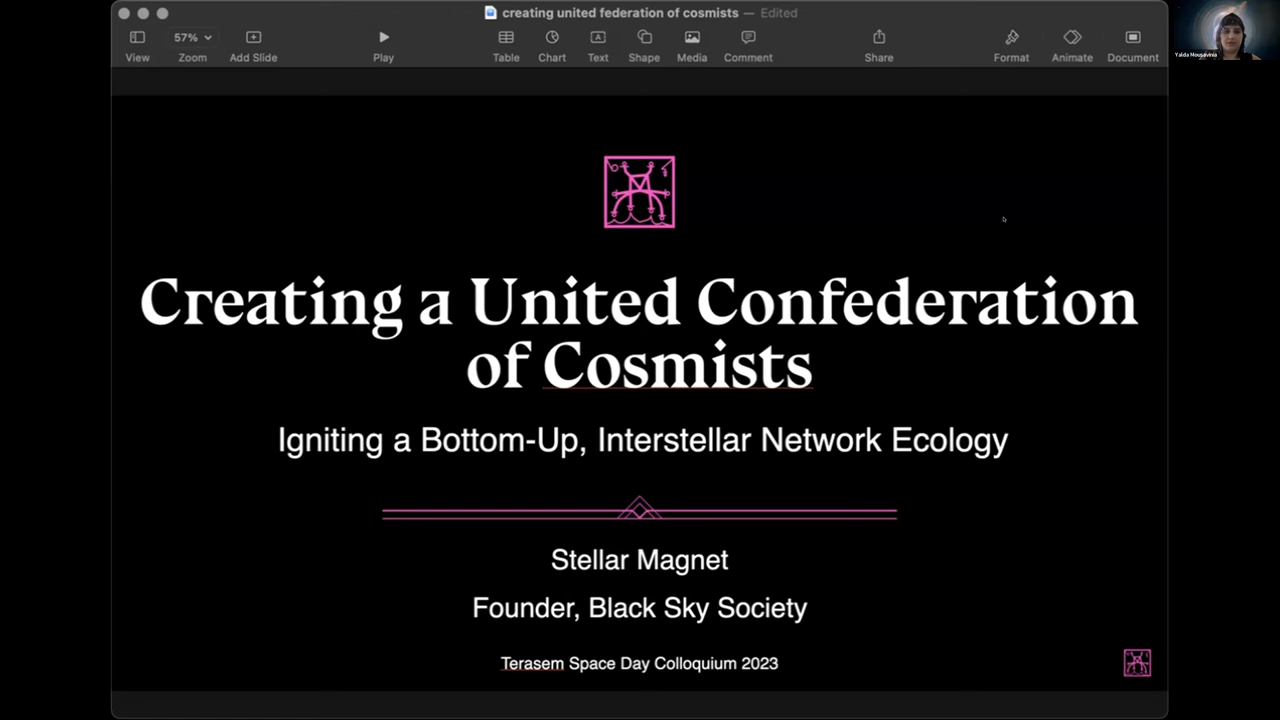 creating united federation of cosmists — Edited
57%
View
Zoom
Add Slide
Play
Table
Chart
Text
Shape
Media
Comment
Share
Format
Animate
Document
Yalda Mousavinia
Creating a United Confederation
of Cosmists
Igniting a Bottom-Up, Interstellar Network Ecology
Stellar Magnet
Founder, Black Sky Society
Terasem Space Day Colloquium 2023